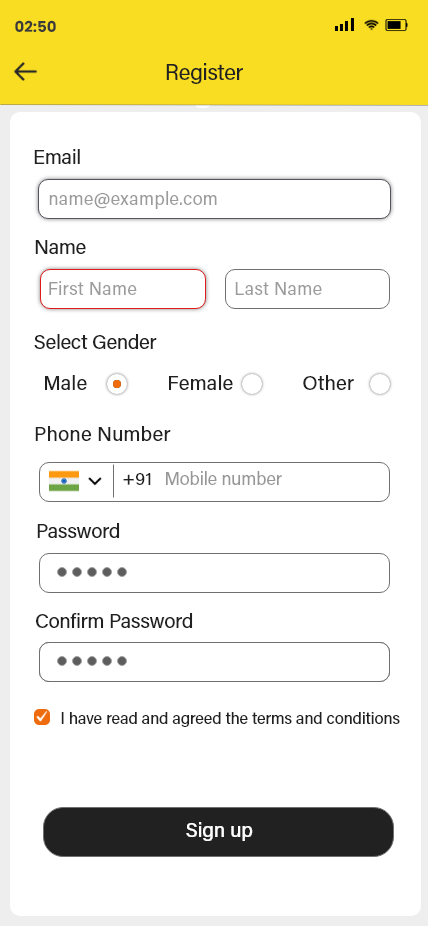 02:50
Register
Email
name@example.com
Name
First Name Last Name
Select Gender
Male Female Other
Phone Number
+91 Mobile number
Password
Confirm Password
I have read and agreed the terms and conditions
Sign up